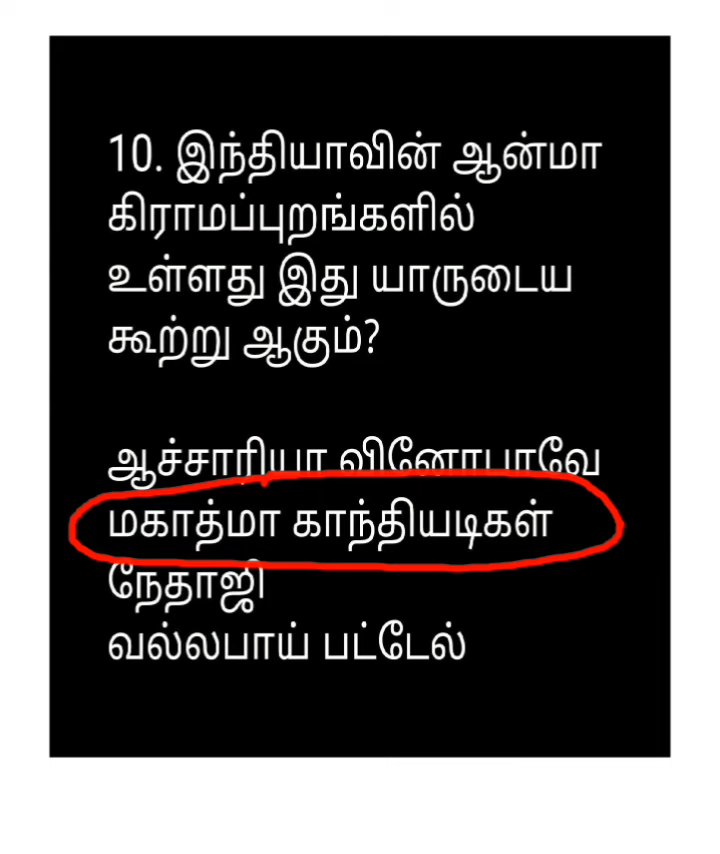 10. இந்தியாவின் ஆன்மா
கிராமப்புறங்களில்
உள்ளது இது யாருடைய
கூற்று ஆகும்?
ஆச்சாரியா வினோபாவே
மகாத்மா காந்தியடிகள்
நேதாஜி
வல்லபாய் பட்டேல்